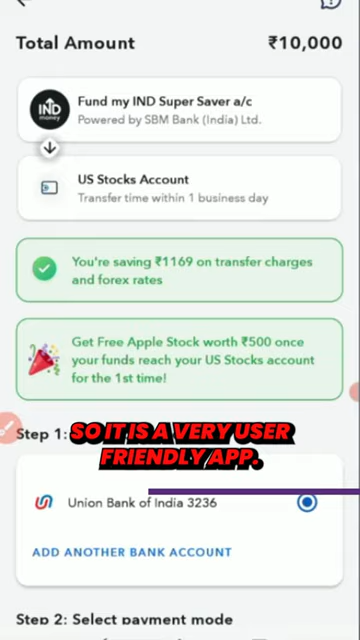 Total Amount ₹10,000
IND
money
Fund my IND Super Saver a/c
Powered by SBM Bank (India) Ltd.
US Stocks Account
Transfer time within 1 business day
You're saving ₹1169 on transfer charges
and forex rates
Get Free Apple Stock worth ₹500 once
your funds reach your US Stocks account
for the 1st time!
Step 1:
SO IT IS A VERY USER
FRIENDLY APP.
Union Bank of India 3236
ADD ANOTHER BANK ACCOUNT
Step 2: Select payment mode